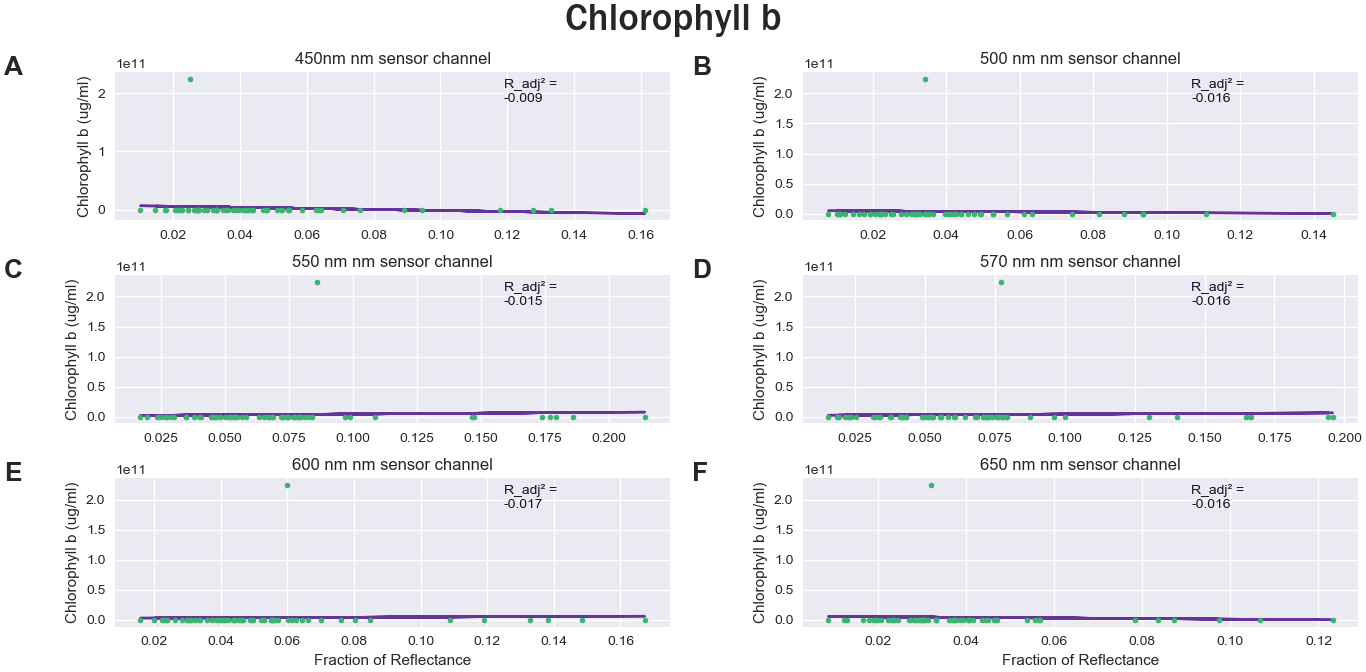 Chlorophyll b
A
450nm nm sensor channel
1e11
R_adj² =
-0.009
Chlorophyll b (ug/ml)
2
1
0
0.02 0.04 0.06 0.08 0.10 0.12 0.14 0.16
B
500 nm nm sensor channel
1e11
R_adj² =
-0.016
Chlorophyll b (ug/ml)
2.0
1.5
1.0
0.5
0.0
0.02 0.04 0.06 0.08 0.10 0.12 0.14
C
550 nm nm sensor channel
1e11
R_adj² =
-0.015
Chlorophyll b (ug/ml)
2.0
1.5
1.0
0.5
0.0
0.025 0.050 0.075 0.100 0.125 0.150 0.175 0.200
D
570 nm nm sensor channel
1e11
R_adj² =
-0.016
Chlorophyll b (ug/ml)
2.0
1.5
1.0
0.5
0.0
0.025 0.050 0.075 0.100 0.125 0.150 0.175 0.200
E
600 nm nm sensor channel
1e11
R_adj² =
-0.017
Chlorophyll b (ug/ml)
2.0
1.5
1.0
0.5
0.0
0.02 0.04 0.06 0.08 0.10 0.12 0.14 0.16
Fraction of Reflectance
F
650 nm nm sensor channel
1e11
R_adj² =
-0.016
Chlorophyll b (ug/ml)
2.0
1.5
1.0
0.5
0.0
0.02 0.04 0.06 0.08 0.10 0.12
Fraction of Reflectance